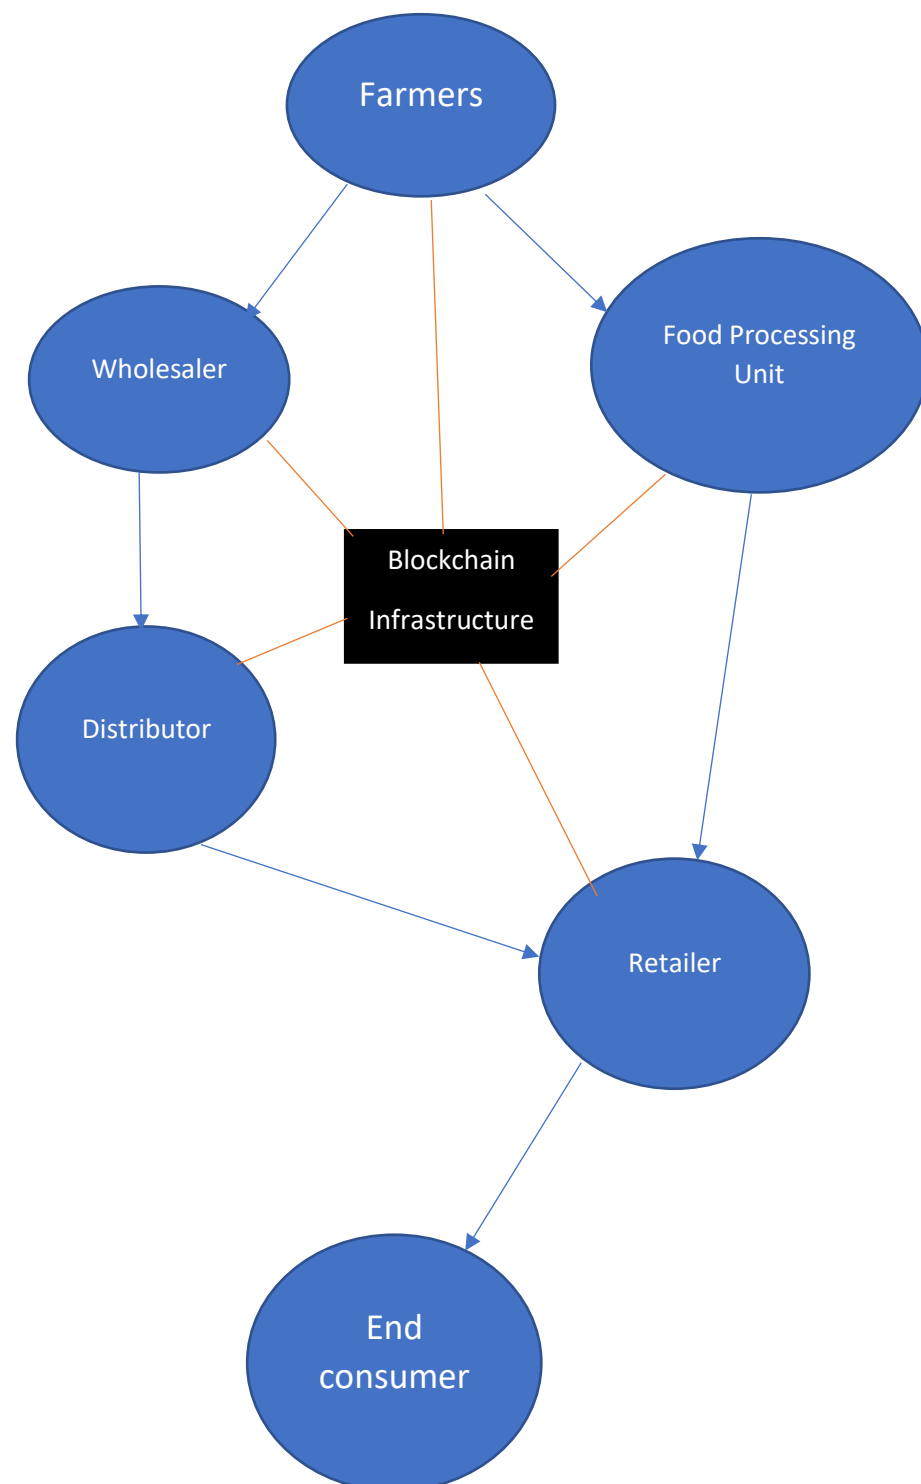 Farmers
Food Processing
Unit
Wholesaler
Blockchain
Infrastructure
Distributor
Retailer
End
consumer